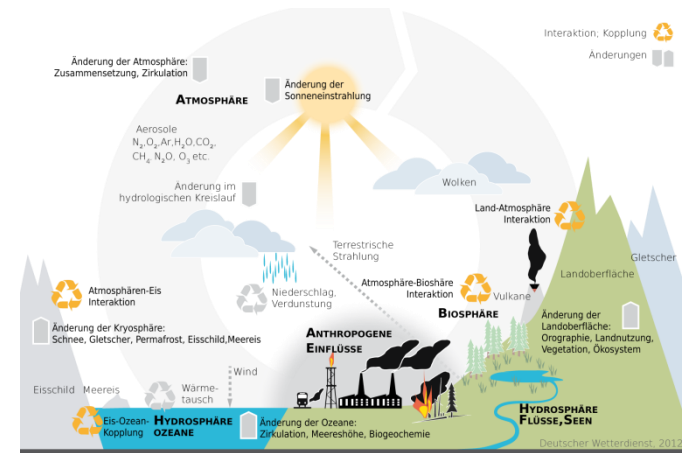 Interaktion; Kopplung
Änderungen
Änderung der Atmosphäre:
Zusammensetzung, Zirkulation
Änderung der
Sonneneinstrahlung
ATMOSPHÄRE
Aerosole
N₂,O₂,Ar,H₂O,CO₂,
CH₄, N₂O, O₃ etc.
Änderung im
hydrologischen Kreislauf
Wolken
Land-Atmosphäre
Interaktion
Terrestrische
Strahlung
Gletscher
Landoberfläche
Atmosphäre-Bioshäre
Interaktion
Vulkane
Atmosphären-Eis
Interaktion
Niederschlag,
Verdunstung
BIOSPHÄRE
Änderung der
Landoberfläche:
Orographie, Landnutzung,
Vegetation, Ökosystem
Änderung der Kryosphäre:
Schnee, Gletscher, Permafrost, Eisschild,Meereis
ANTHROPOGENE
EINFLÜSSE
Wind
Eisschild
Meereis
Wärme-
tausch
Eis-Ozean-
Kopplung
HYDROSPHÄRE
OZEANE
Änderung der Ozeane:
Zirkulation, Meereshöhe, Biogeochemie
HYDROSPHÄRE
FLÜSSE,SEEN
Deutscher Wetterdienst, 2012